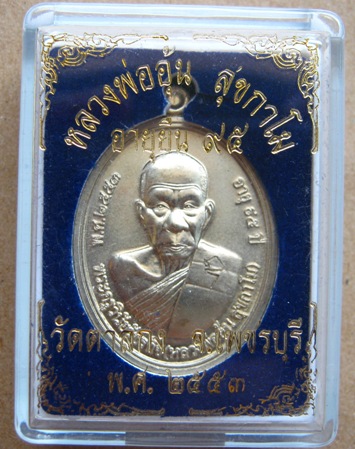 หลวงพ่ออุ้น สุขกาโม
อายุยืน ๙๕
พ.ย.๒๕๕๓
อายุ ๙๕ ปี
วัดตาลกง จ.เพชรบุรี
พ.ศ. ๒๕๕๓